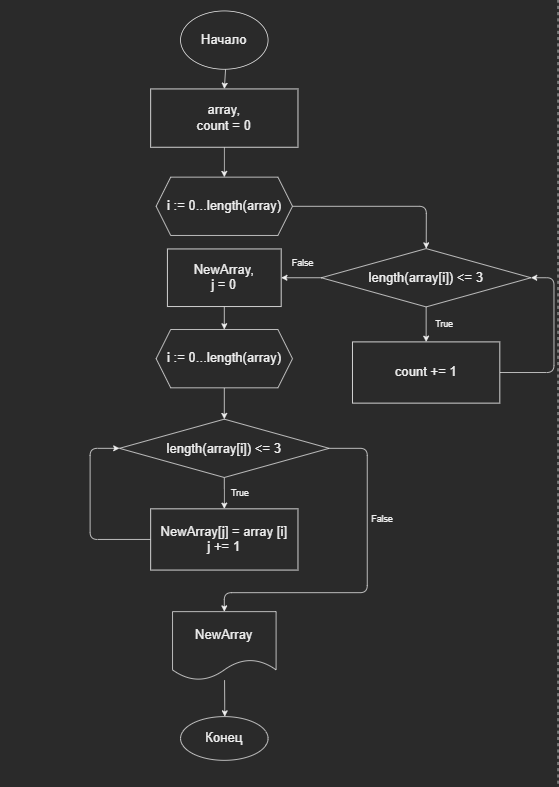 Начало
array,
count = 0
i := 0...length(array)
length(array[i]) <= 3
False
NewArray,
j = 0
True
count += 1
i := 0...length(array)
length(array[i]) <= 3
True
NewArray[j] = array [i]
j += 1
False
NewArray
Конец